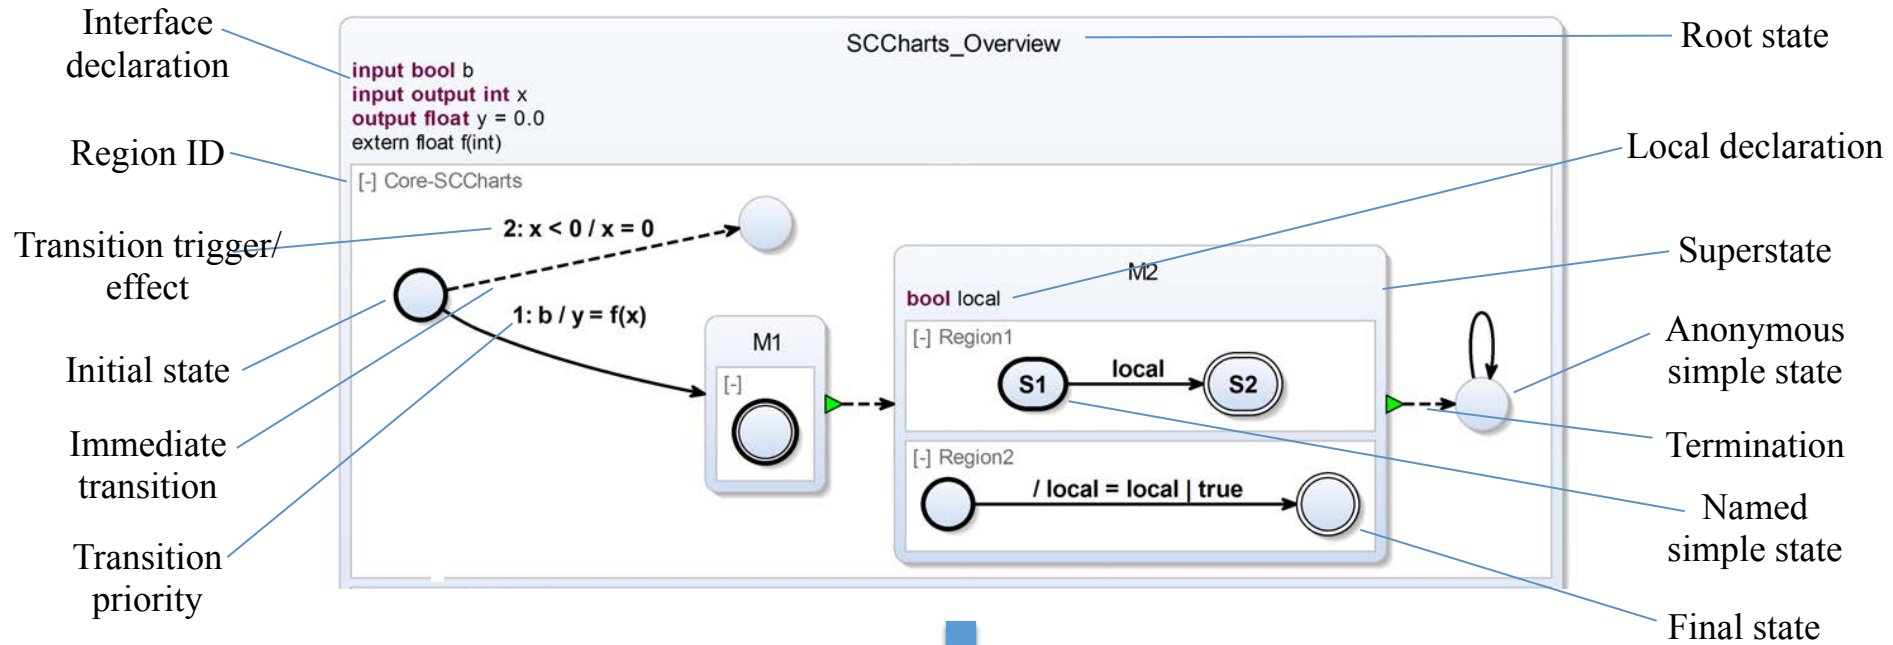 Interface
declaration
Region ID
Transition trigger/
effect
Initial state
Immediate
transition
Transition
priority
SCCharts_Overview
input bool b
input output int x
output float y = 0.0
extern float f(int)
[-] Core-SCCharts
2: x < 0 / x = 0
1: b / y = f(x)
M1
[-]
M2
bool local
[-] Region1
S1
local
S2
[-] Region2
/ local = local | true
Root state
Local declaration
Superstate
Anonymous
simple state
Termination
Named
simple state
Final state